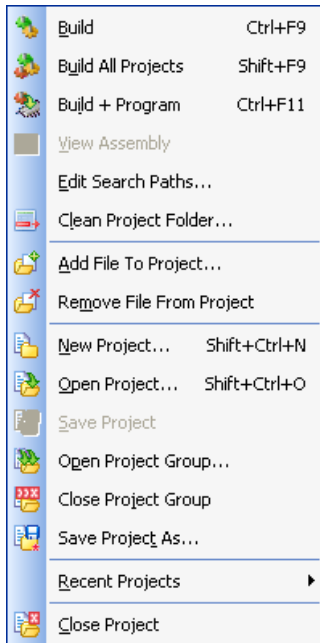 Build Ctrl+F9
Build All Projects Shift+F9
Build + Program Ctrl+F11
View Assembly
Edit Search Paths...
Clean Project Folder...
Add File To Project...
Remove File From Project
New Project... Shift+Ctrl+N
Open Project... Shift+Ctrl+O
Save Project
Open Project Group...
Close Project Group
Save Project As...
Recent Projects
Close Project